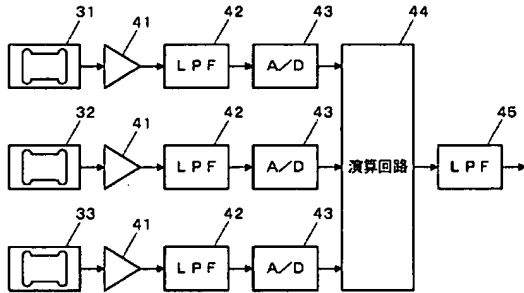 31 41 42 43 44
LPF A/D
32 41 42 43
LPF A/D 演算回路 LPF 45
33 41 42 43
LPF A/D